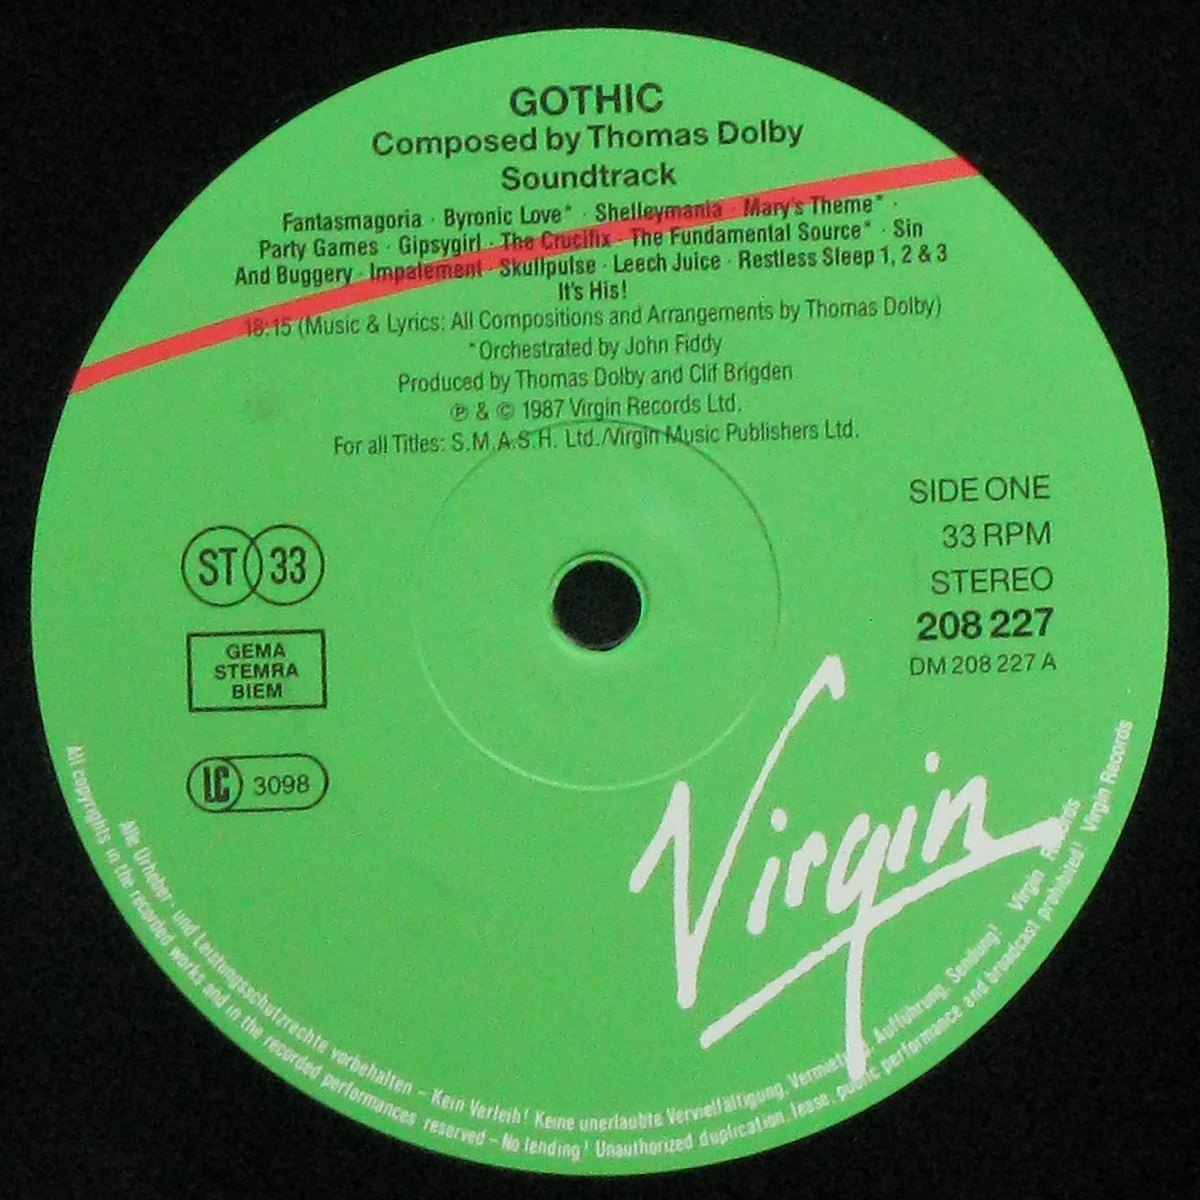 GOTHIC
Composed by Thomas Dolby
Soundtrack
Fantasmagoria · Byronic Love* · Shelleymania · Mary's Theme* ·
Party Games · Gipsygirl · The Crucifix · The Fundamental Source* · Sin
And Buggery · Impalement · Skullpulse · Leech Juice · Restless Sleep 1, 2 & 3
It's His!
18:15 (Music & Lyrics: All Compositions and Arrangements by Thomas Dolby)
*Orchestrated by John Fiddy
Produced by Thomas Dolby and Clif Brigden
℗ & © 1987 Virgin Records Ltd.
For all Titles: S.M.A.S.H. Ltd./Virgin Music Publishers Ltd.
SIDE ONE
33 RPM
STEREO
208 227
DM 208 227 A
ST 33
GEMA
STEMRA
BIEM
LC 3098
Virgin
Alle Urheber- und Leistungsschutzrechte vorbehalten – Kein Verleih! Keine unerlaubte Vervielfältigung, Vermietung, Aufführung, Sendung! Virgin Records
All copyrights in the recorded works and in the recorded performances reserved – No lending! Unauthorized duplication, lease, public performance and broadcast prohibited! Virgin Records